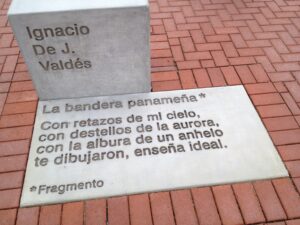 Ignacio
De J.
Valdés
La bandera panameña*
Con retazos de mi cielo,
con destellos de la aurora,
con la albura de un anhelo
te dibujaron, enseña ideal.
*Fragmento